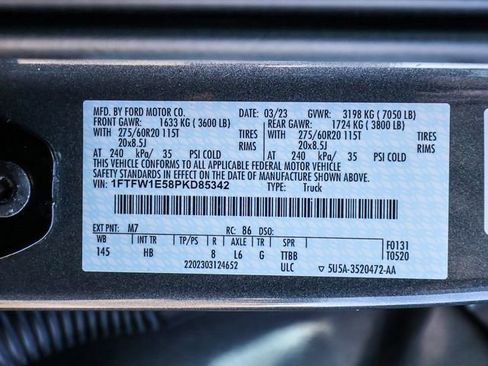 MFD. BY FORD MOTOR CO. 03/23 GVWR: 3198 KG (7050 LB)
FRONT GAWR: 1633 KG (3600 LB) REAR GAWR: 1724 KG (3800 LB)
WITH 275/60R20 115T TIRES WITH 275/60R20 115T TIRES
20x8.5J RIMS 20x8.5J RIMS
AT 240 kPa/ 35 PSI COLD AT 240 kPa/ 35 PSI COLD
THIS VEHICLE CONFORMS TO ALL APPLICABLE FEDERAL MOTOR VEHICLE
SAFETY STANDARDS IN EFFECT ON THE DATE OF MANUFACTURE SHOWN ABOVE.
VIN: 1FTFW1E58PKD85342 TYPE: Truck
EXT PNT: M7 RC: 86 DSO:
WB INT TR TP/PS R AXLE TR SPR F0131
145 HB 8 L6 G TTBB T0520
2202303124652 ULC ▽ 5U5A-3520472-AA